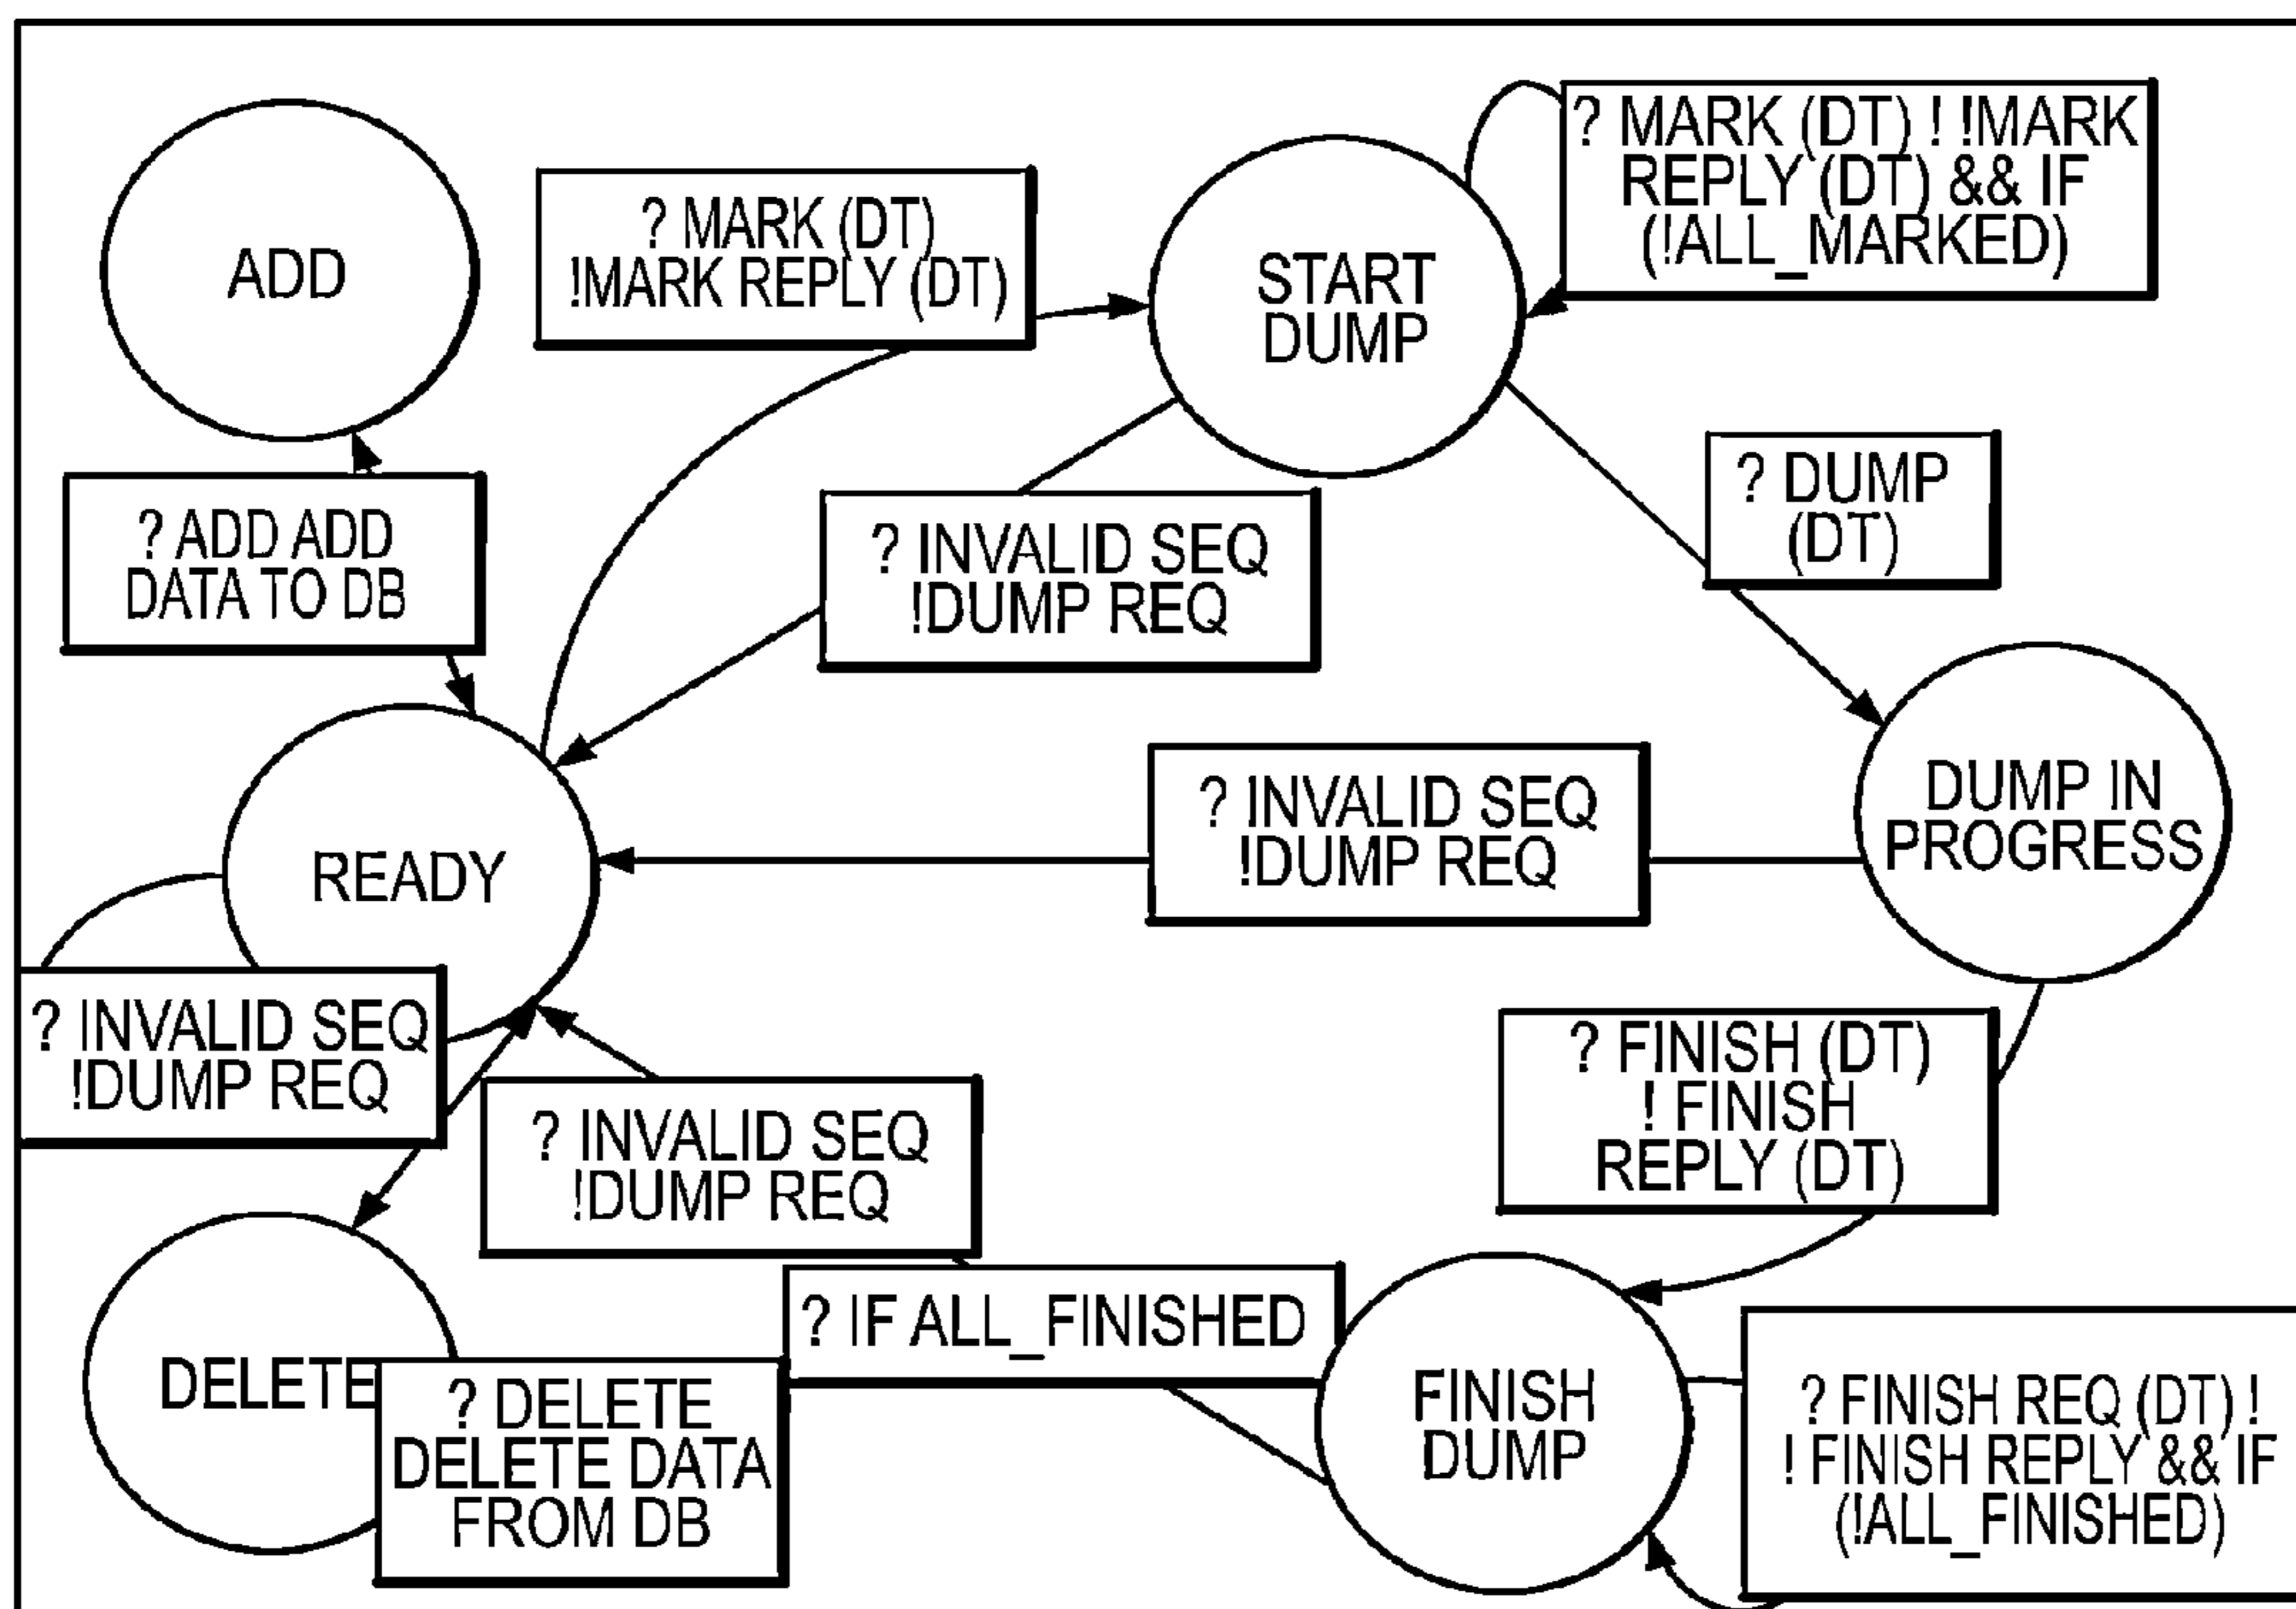 ADD
? MARK (DT)
!MARK REPLY (DT)
START
DUMP
? MARK (DT) ! !MARK
REPLY (DT) && IF
(!ALL_MARKED)
? ADD ADD
DATA TO DB
? INVALID SEQ
!DUMP REQ
? DUMP
(DT)
READY
? INVALID SEQ
!DUMP REQ
DUMP IN
PROGRESS
? INVALID SEQ
!DUMP REQ
? INVALID SEQ
!DUMP REQ
? FINISH (DT)
! FINISH
REPLY (DT)
DELETE
? DELETE
DELETE DATA
FROM DB
? IF ALL_FINISHED
FINISH
DUMP
? FINISH REQ (DT) !
! FINISH REPLY && IF
(!ALL_FINISHED)